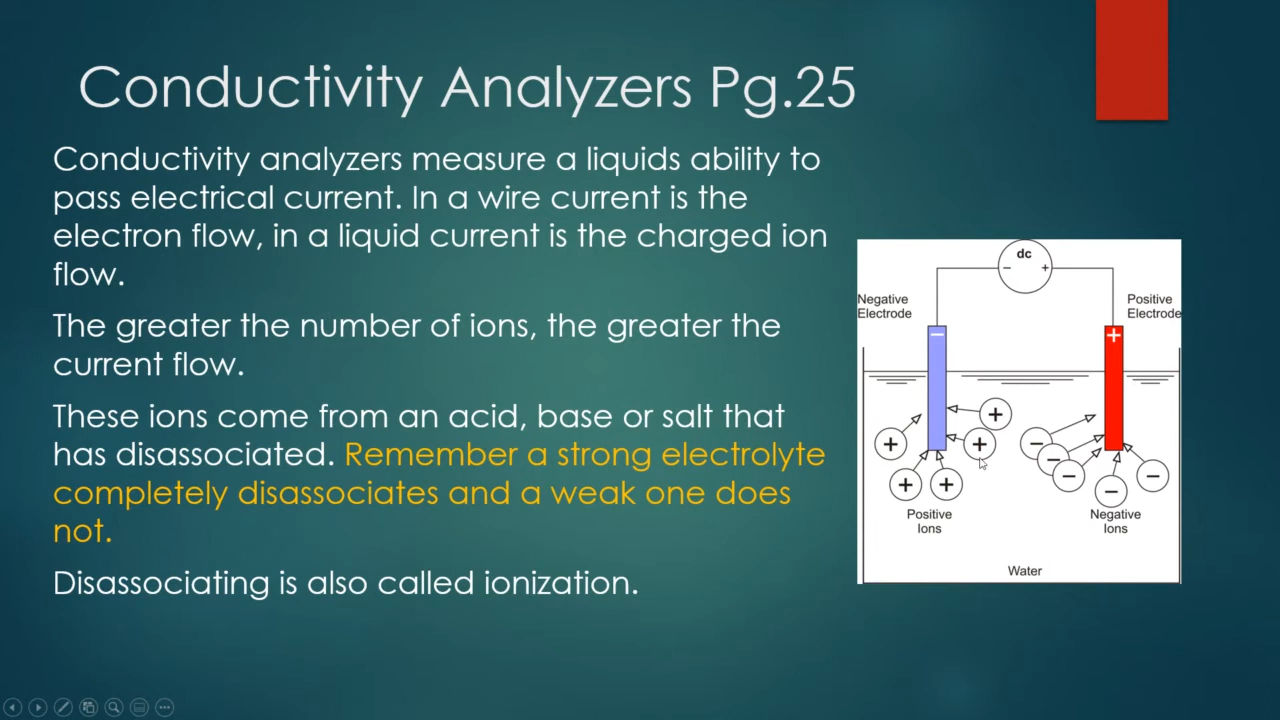 Conductivity Analyzers Pg.25
Conductivity analyzers measure a liquids ability to
pass electrical current. In a wire current is the
electron flow, in a liquid current is the charged ion
flow.
The greater the number of ions, the greater the
current flow.
These ions come from an acid, base or salt that
has disassociated. Remember a strong electrolyte
completely disassociates and a weak one does
not.
Disassociating is also called ionization.
dc
− +
Negative
Electrode
Positive
Electrode
−
+
+
+
+
+
+
−
−
−
−
−
Positive
Ions
Negative
Ions
Water